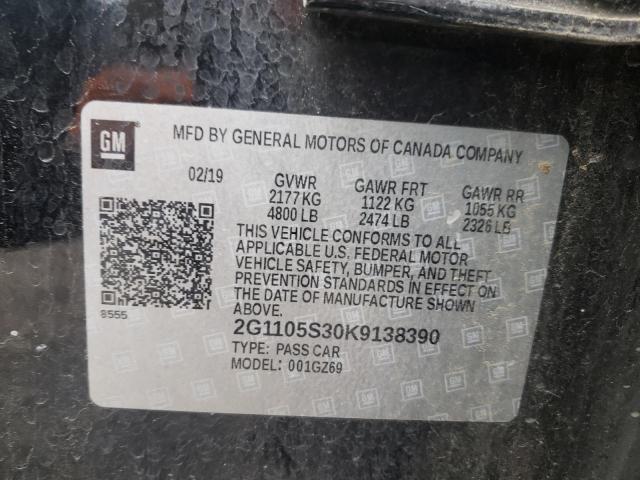 GM
MFD BY GENERAL MOTORS OF CANADA COMPANY
02/19 GVWR GAWR FRT GAWR RR
2177 KG 1122 KG 1055 KG
4800 LB 2474 LB 2326 LB
THIS VEHICLE CONFORMS TO ALL
APPLICABLE U.S. FEDERAL MOTOR
VEHICLE SAFETY, BUMPER, AND THEFT
PREVENTION STANDARDS IN EFFECT ON
THE DATE OF MANUFACTURE SHOWN
ABOVE.
8555
2G1105S30K9138390
TYPE: PASS CAR
MODEL: 001GZ69